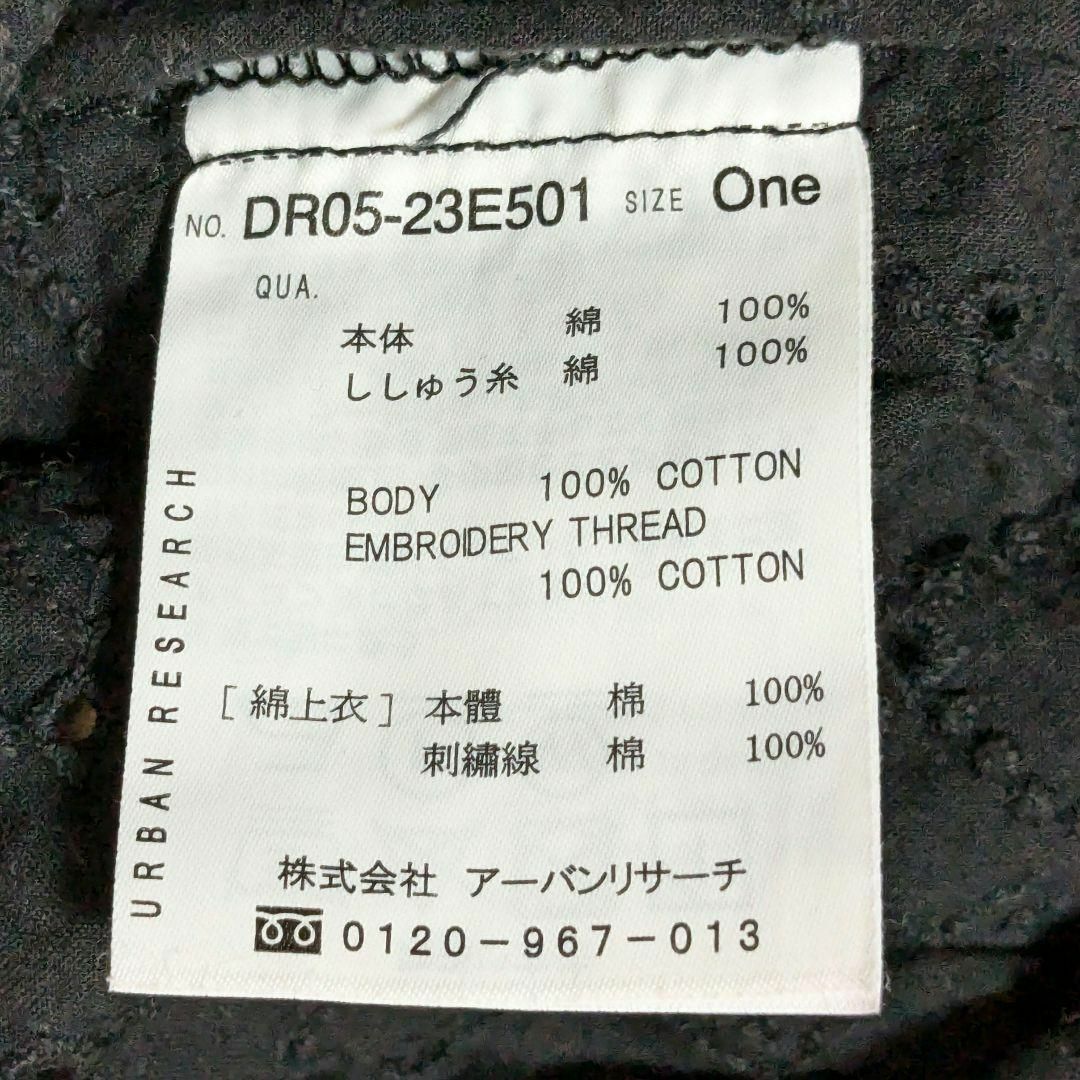 NO. DR05-23E501 SIZE One
QUA.
本体 綿 100%
ししゅう糸 綿 100%
BODY 100% COTTON
EMBROIDERY THREAD
100% COTTON
[綿上衣] 本體 棉 100%
刺繡線 棉 100%
株式会社 アーバンリサーチ
0120-967-013
URBAN RESEARCH